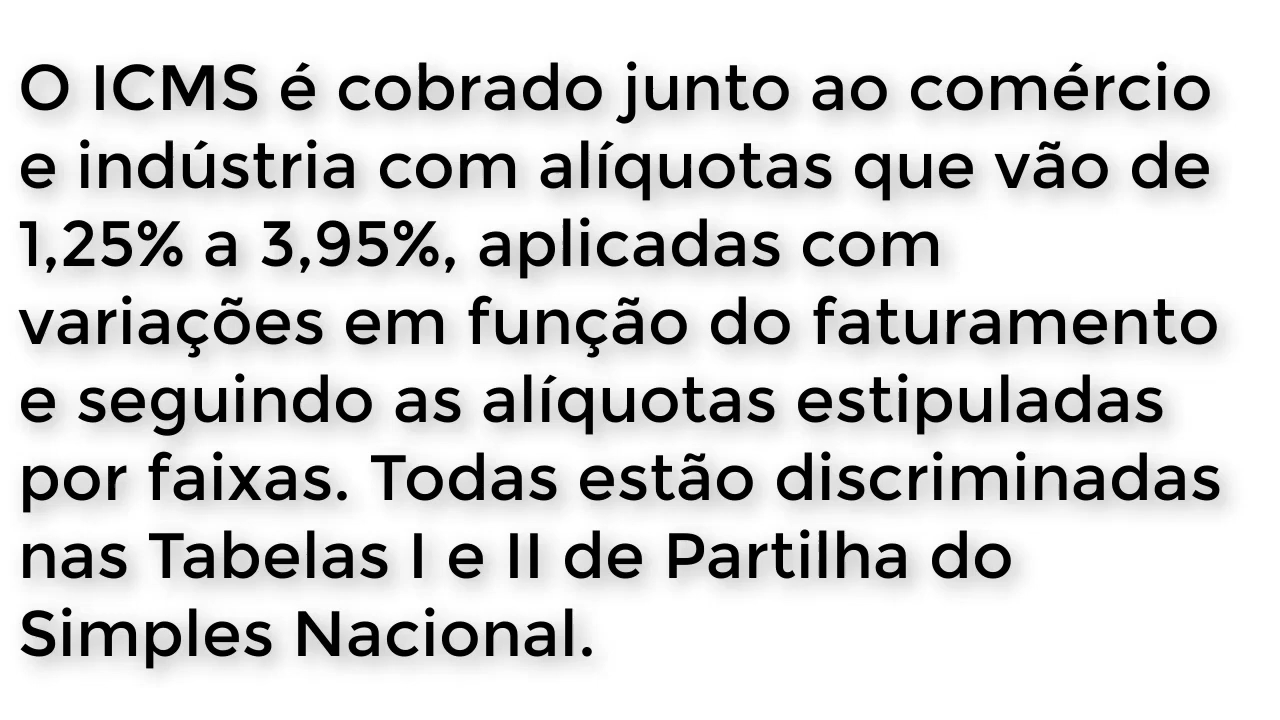 O ICMS é cobrado junto ao comércio
e indústria com alíquotas que vão de
1,25% a 3,95%, aplicadas com
variações em função do faturamento
e seguindo as alíquotas estipuladas
por faixas. Todas estão discriminadas
nas Tabelas I e II de Partilha do
Simples Nacional.